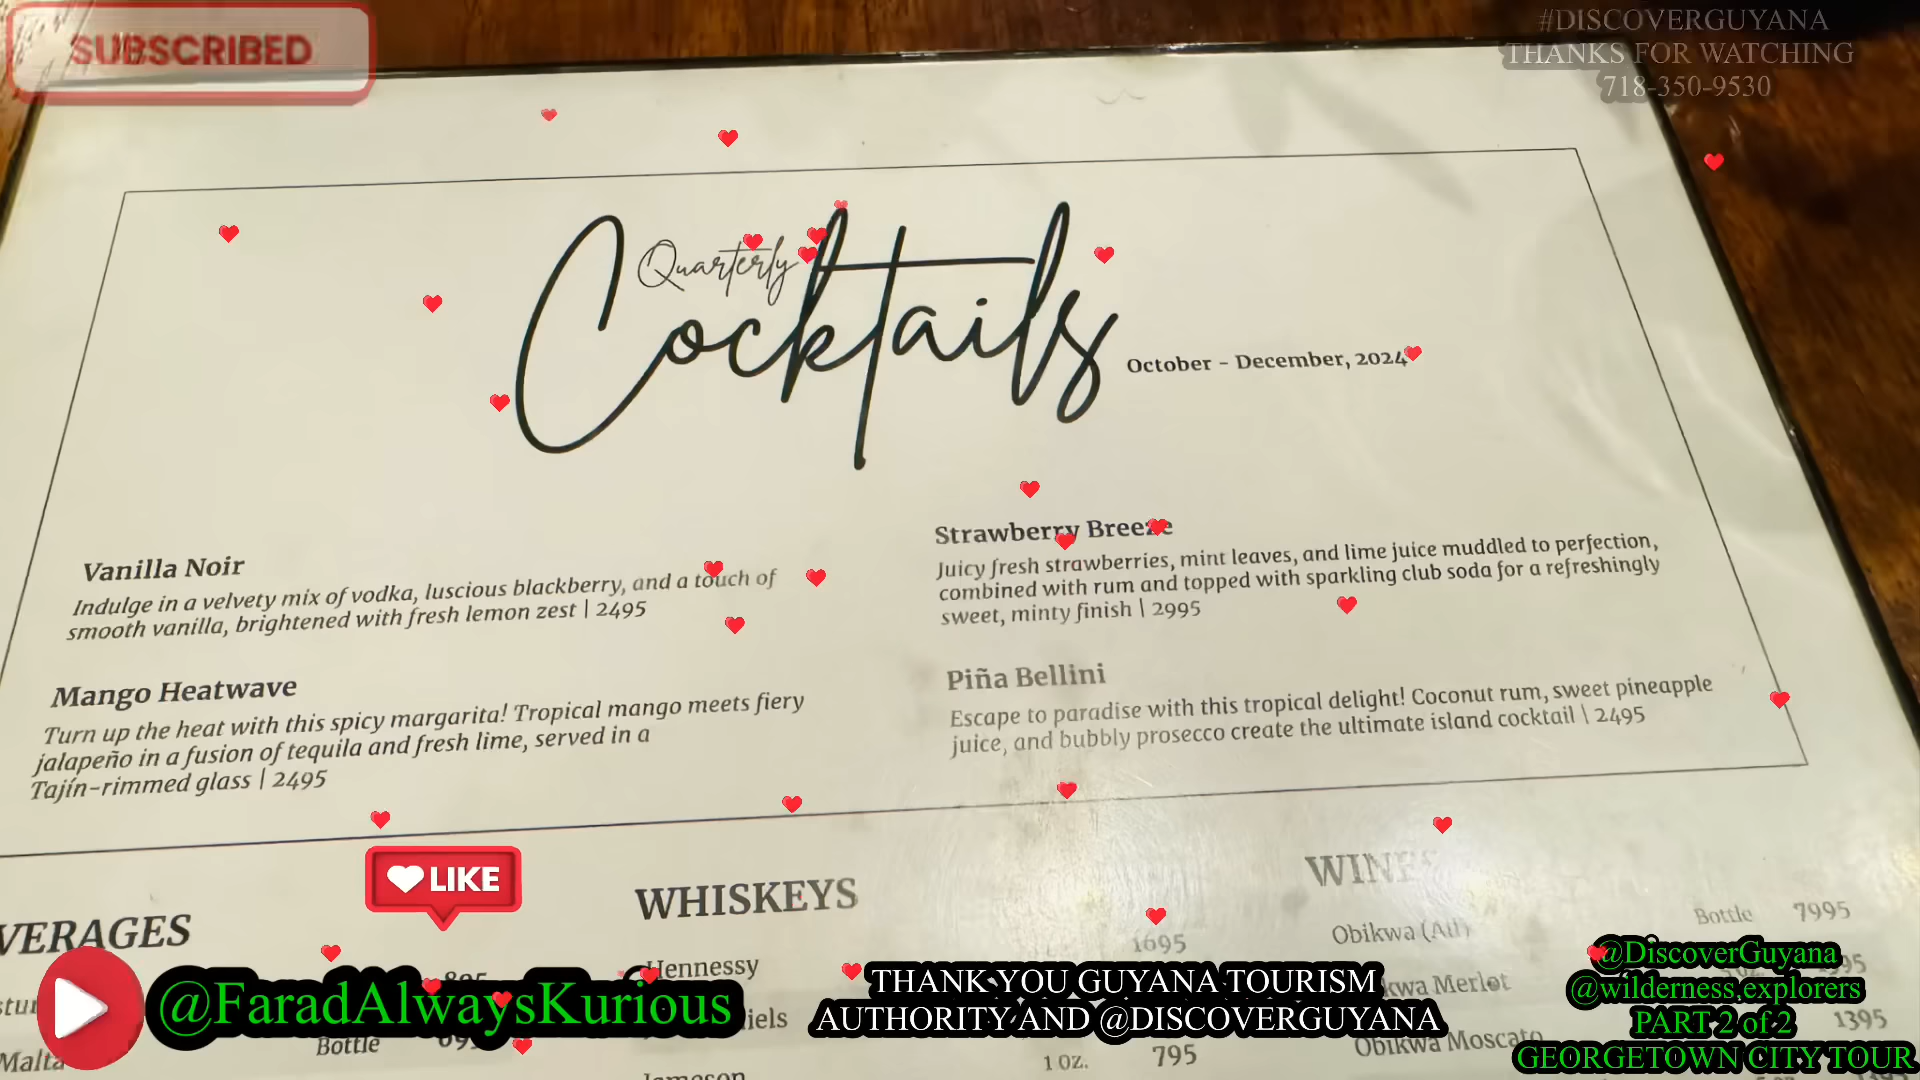 SUBSCRIBED
#DISCOVERGUYANA
THANKS FOR WATCHING
718-350-9530
Quarterly
Cocktails
October - December, 2024
Vanilla Noir
Indulge in a velvety mix of vodka, luscious blackberry, and a touch of
smooth vanilla, brightened with fresh lemon zest | 2495
Mango Heatwave
Turn up the heat with this spicy margarita! Tropical mango meets fiery
jalapeño in a fusion of tequila and fresh lime, served in a
Tajín-rimmed glass | 2495
Strawberry Breeze
Juicy fresh strawberries, mint leaves, and lime juice muddled to perfection,
combined with rum and topped with sparkling club soda for a refreshingly
sweet, minty finish | 2995
Piña Bellini
Escape to paradise with this tropical delight! Coconut rum, sweet pineapple
juice, and bubbly prosecco create the ultimate island cocktail | 2495
LIKE
VERAGES
Malta
Bottle
WHISKEYS
Hennessy
1695
1 oz. 795
WINES
Obikwa
Bottle 7995
Merlot
Obikwa Moscato
1395
@FaradAlwaysKurious
THANK YOU GUYANA TOURISM
AUTHORITY AND @DISCOVERGUYANA
@DiscoverGuyana
@wilderness.explorers
PART 2 of 2
GEORGETOWN CITY TOUR